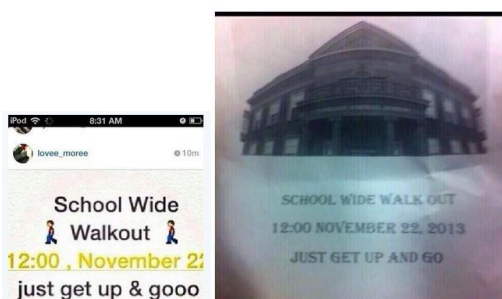 iPod 8:31 AM
lovee_moree 10m
School Wide
Walkout
12:00 , November 22
just get up & gooo
SCHOOL WIDE WALK OUT
12:00 NOVEMBER 22, 2013
JUST GET UP AND GO